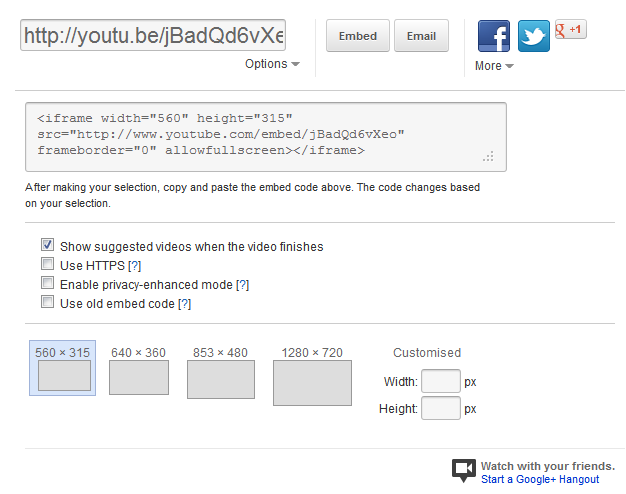 http://youtu.be/jBadQd6vXe
Embed
Email
+1
Options
More
<iframe width="560" height="315"
src="http://www.youtube.com/embed/jBadQd6vXeo"
frameborder="0" allowfullscreen></iframe>
After making your selection, copy and paste the embed code above. The code changes based
on your selection.
Show suggested videos when the video finishes
Use HTTPS [?]
Enable privacy-enhanced mode [?]
Use old embed code [?]
560 × 315 640 × 360 853 × 480 1280 × 720 Customised
Width: px
Height: px
Watch with your friends.
Start a Google+ Hangout